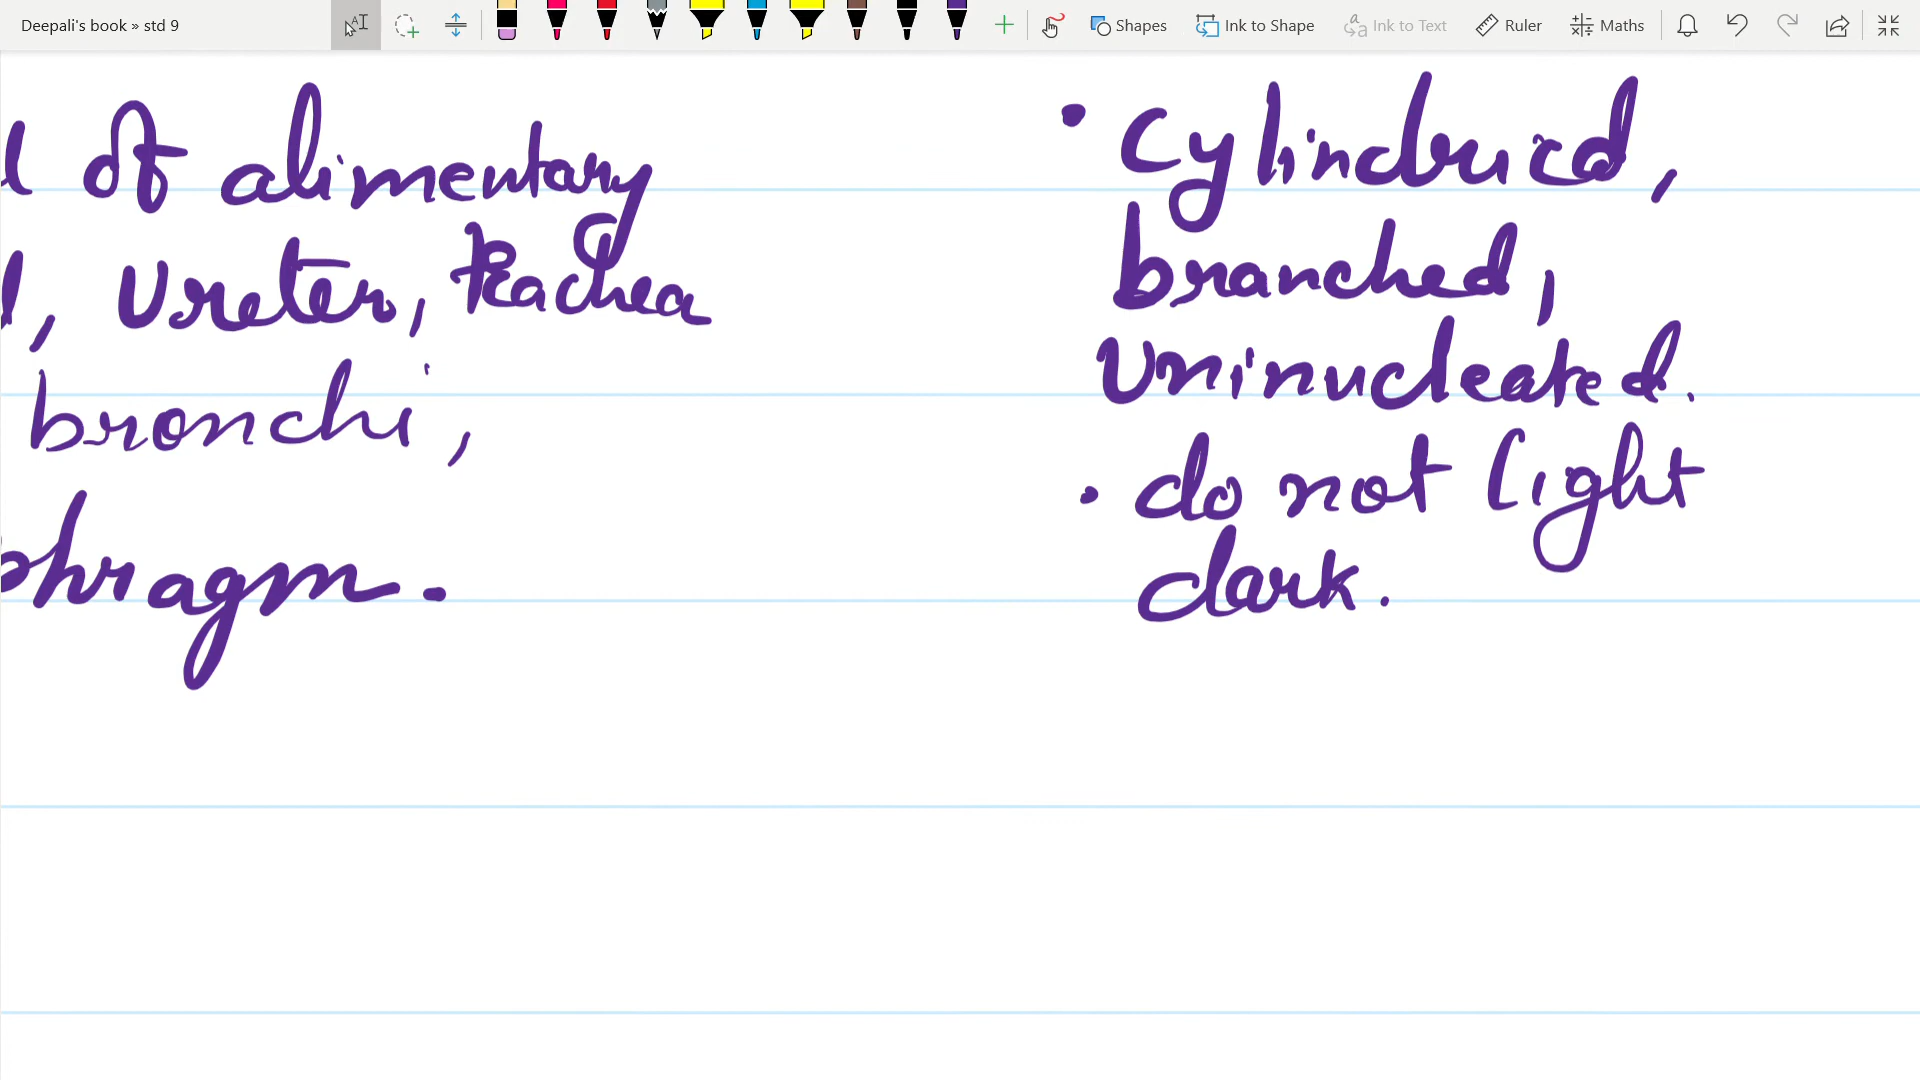 Deepali's book » std 9
Shapes
Ink to Shape
Ink to Text
Ruler
Maths
l of alimentary
l, Ureter, trachea
bronchi,
phragm.
• Cylindrical,
branched,
Uninucleated.
• do not light
dark.